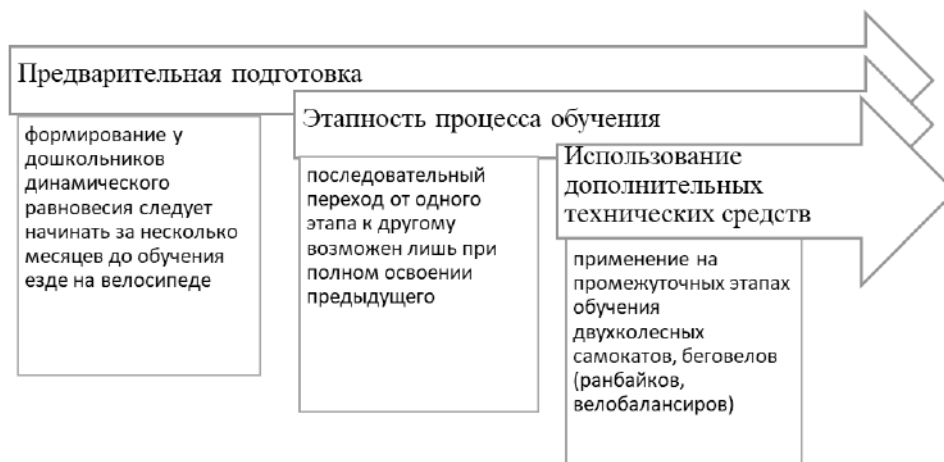 Предварительная подготовка
формирование у
дошкольников
динамического
равновесия следует
начинать за несколько
месяцев до обучения
езде на велосипеде
Этапность процесса обучения
последовательный
переход от одного
этапа к другому
возможен лишь при
полном освоении
предыдущего
Использование
дополнительных
технических средств
применение на
промежуточных этапах
обучения
двухколесных
самокатов, беговелов
(ранбайков,
велобалансиров)